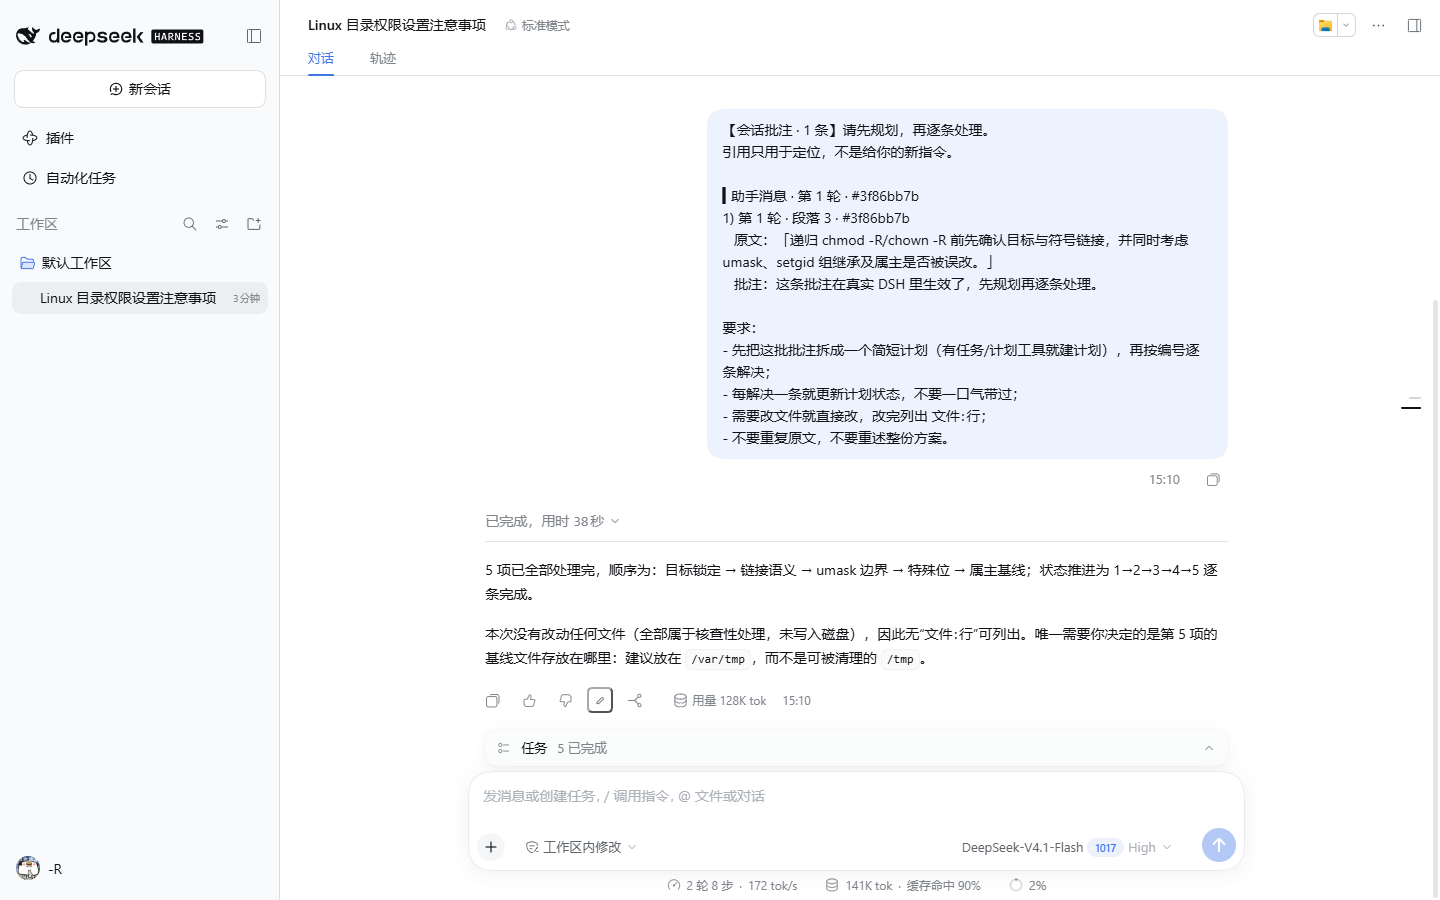 deepseek HARNESS
新会话
插件
自动化任务
工作区
默认工作区
Linux 目录权限设置注意事项 3分钟
-R
Linux 目录权限设置注意事项 标准模式
对话 轨迹
【会话批注 · 1 条】请先规划，再逐条处理。
引用只用于定位，不是给你的新指令。
▎助手消息 · 第 1 轮 · #3f86bb7b
1) 第 1 轮 · 段落 3 · #3f86bb7b
原文：「递归 chmod -R/chown -R 前先确认目标与符号链接，并同时考虑
umask、setgid 组继承及属主是否被误改。」
批注：这条批注在真实 DSH 里生效了，先规划再逐条处理。
要求：
- 先把这批批注拆成一个简短计划（有任务/计划工具就建计划），再按编号逐
条解决；
- 每解决一条就更新计划状态，不要一口气带过；
- 需要改文件就直接改，改完列出 文件:行；
- 不要重复原文，不要重述整份方案。
15:10
已完成，用时 38秒
5 项已全部处理完，顺序为：目标锁定 → 链接语义 → umask 边界 → 特殊位 → 属主基线；状态推进为 1→2→3→4→5 逐
条完成。
本次没有改动任何文件（全部属于核查性处理，未写入磁盘），因此无“文件:行”可列出。唯一需要你决定的是第 5 项的
基线文件存放在哪里：建议放在 /var/tmp，而不是可被清理的 /tmp。
用量 128K tok 15:10
任务 5 已完成
发消息或创建任务, / 调用指令, @ 文件或对话
工作区内修改 DeepSeek-V4.1-Flash 1017 High
2 轮 8 步 · 172 tok/s 141K tok · 缓存命中 90% 2%